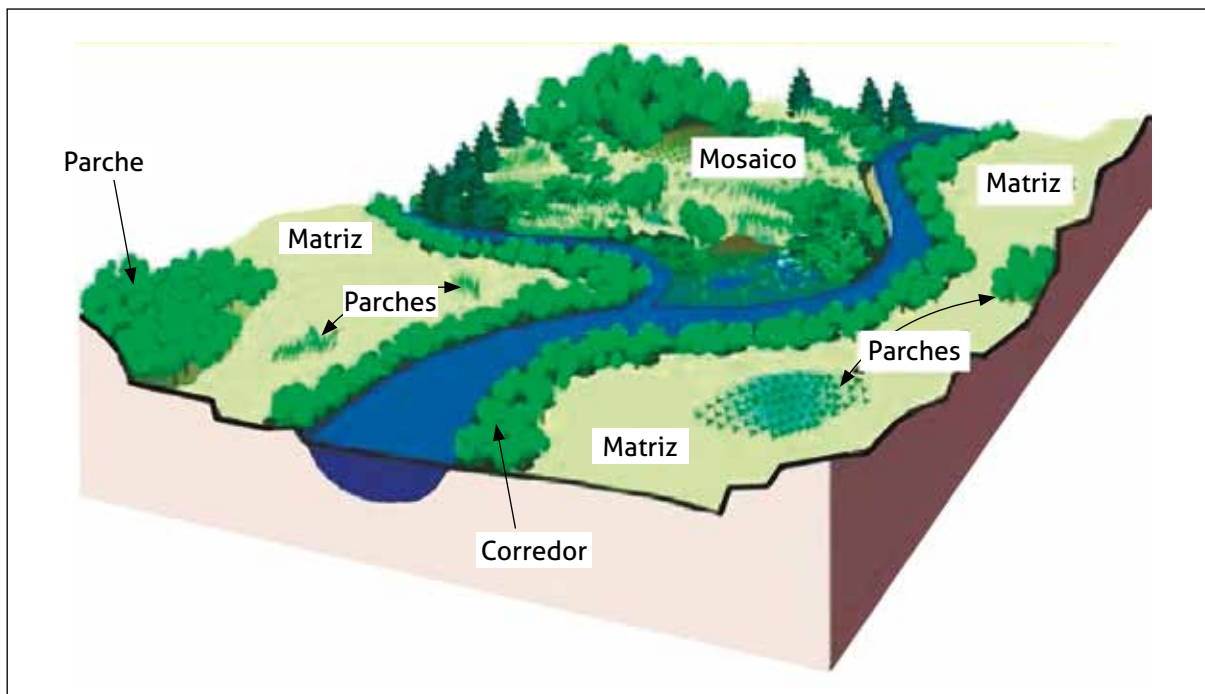 Mosaico
Parche
Matriz
Matriz
Parches
Parches
Matriz
Corredor